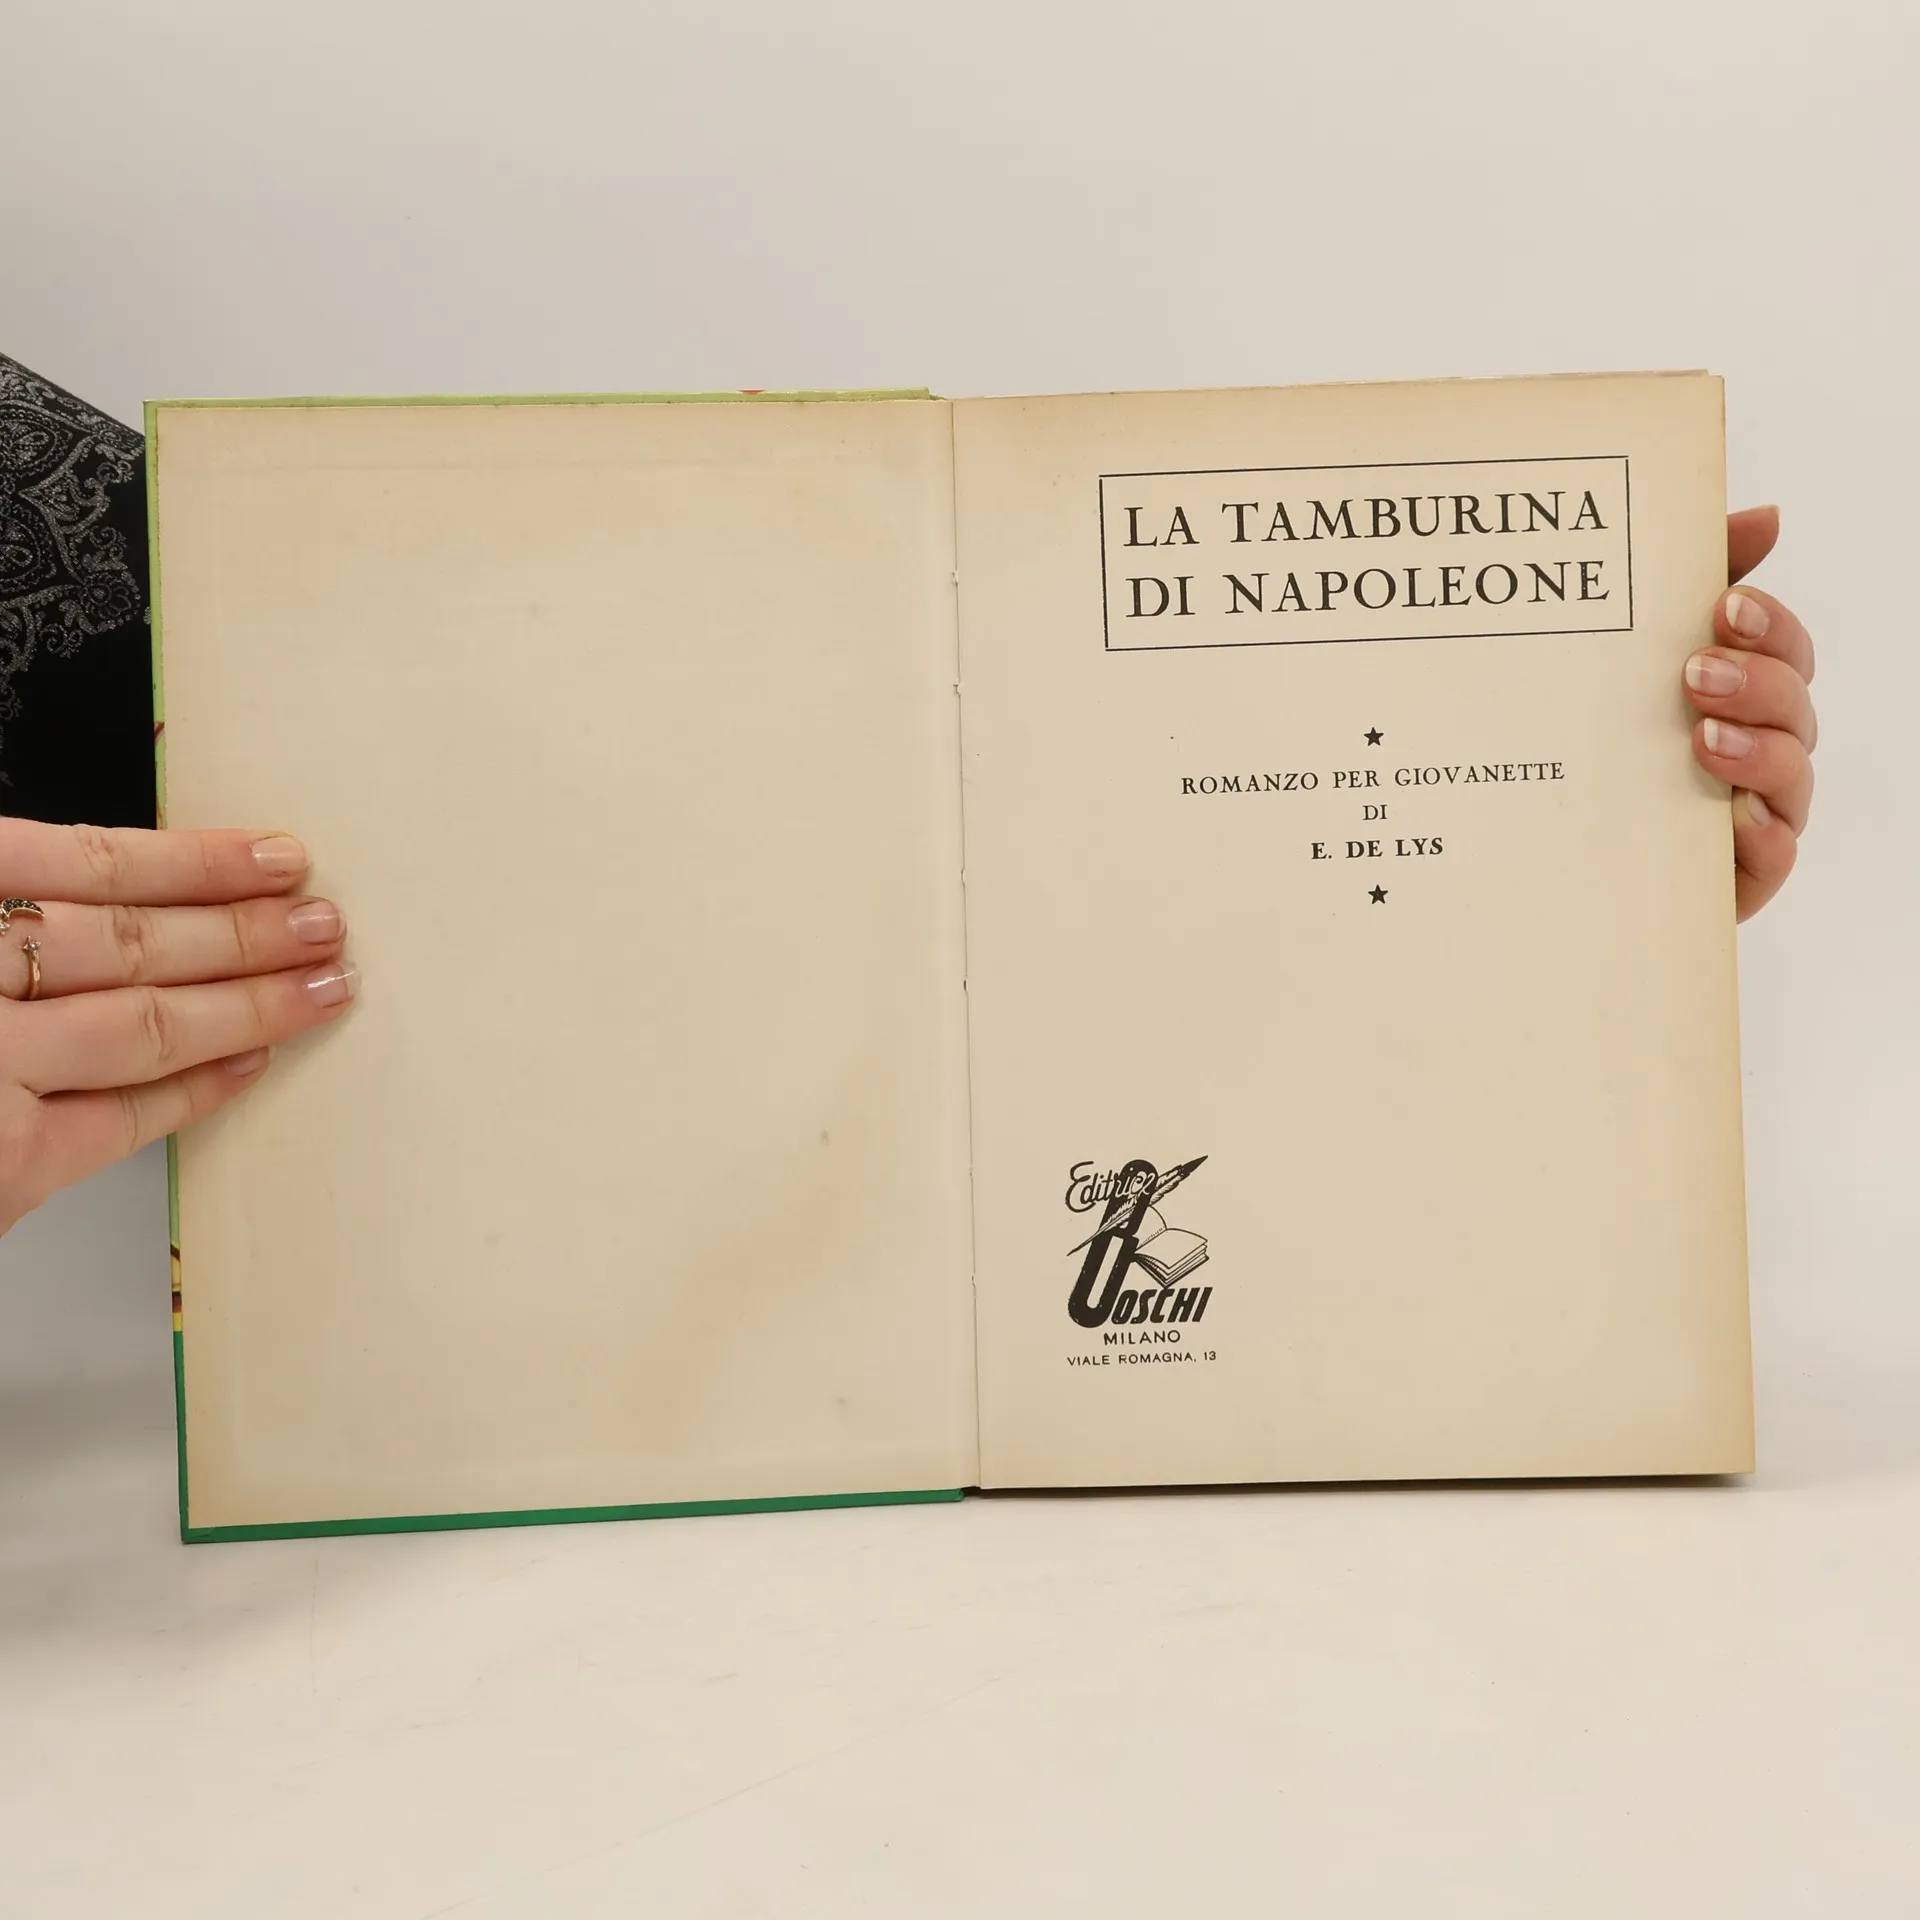 LA TAMBURINA
DI NAPOLEONE
ROMANZO PER GIOVANETTE
DI
E. DE LYS
Editrice
BOSCHI
MILANO
VIALE ROMAGNA, 13